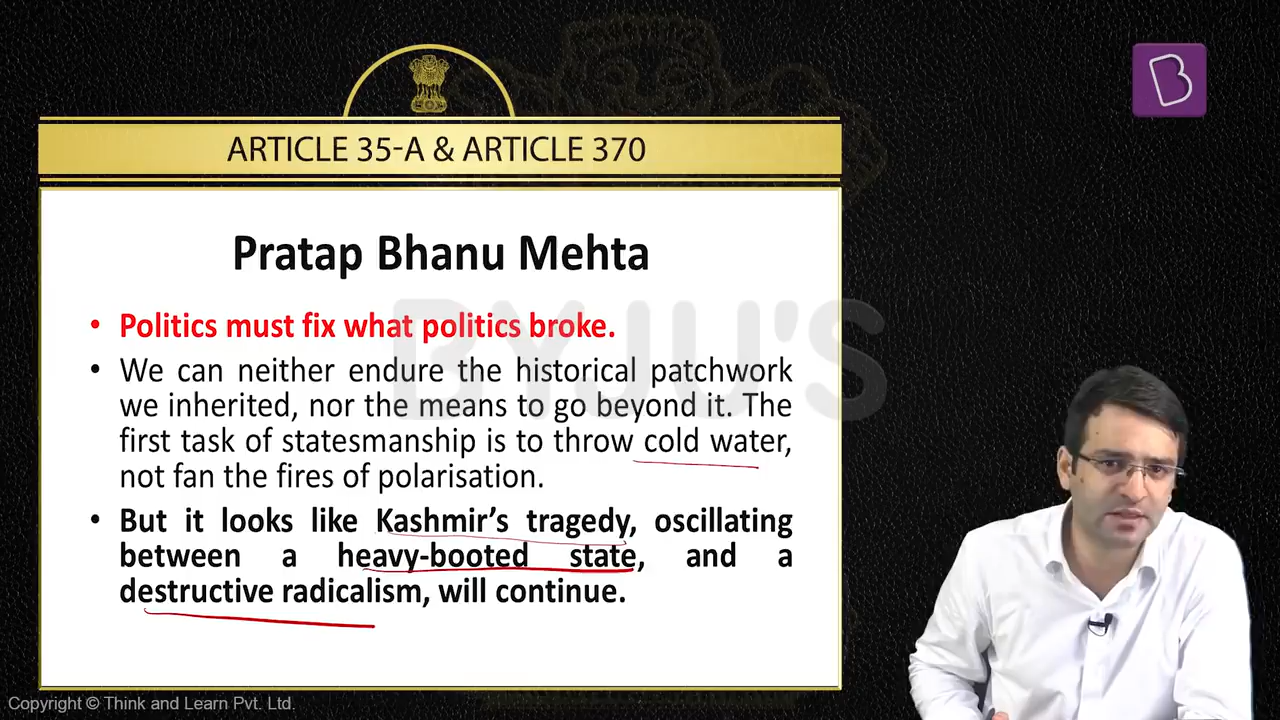 ARTICLE 35-A & ARTICLE 370
Pratap Bhanu Mehta
• Politics must fix what politics broke.
• We can neither endure the historical patchwork
we inherited, nor the means to go beyond it. The
first task of statesmanship is to throw cold water,
not fan the fires of polarisation.
• But it looks like Kashmir’s tragedy, oscillating
between a heavy-booted state, and a
destructive radicalism, will continue.
BYJU'S
B
Copyright © Think and Learn Pvt. Ltd.